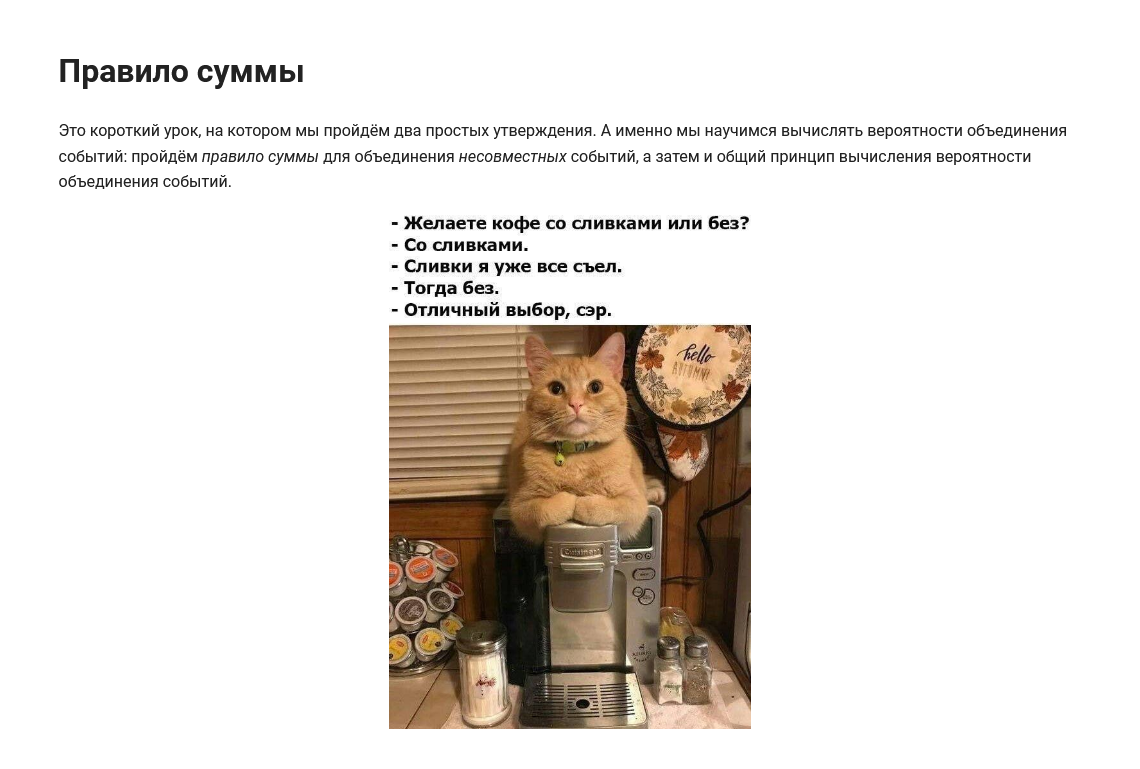 Правило суммы
Это короткий урок, на котором мы пройдём два простых утверждения. А именно мы научимся вычислять вероятности объединения
событий: пройдём правило суммы для объединения несовместных событий, а затем и общий принцип вычисления вероятности
объединения событий.
- Желаете кофе со сливками или без?
- Со сливками.
- Сливки я уже все съел.
- Тогда без.
- Отличный выбор, сэр.
hello
AUTUMN
Cuisinart